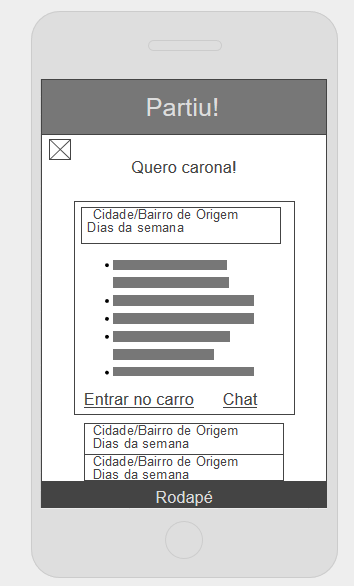 Partiu!
Quero carona!
Cidade/Bairro de Origem
Dias da semana
Entrar no carro Chat
Cidade/Bairro de Origem
Dias da semana
Cidade/Bairro de Origem
Dias da semana
Rodapé